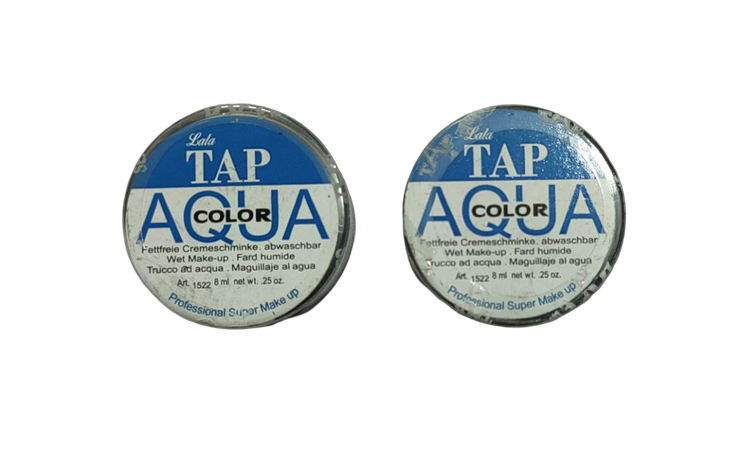 Lala
TAP
AQUA
COLOR
Fettfreie Cremeschminke. abwaschbar
Wet Make-up . Fard humide
Trucco ad acqua . Maguillaje al agua
Art. 1522 8 ml net wt. .25 oz.
Professional Super Make up
Lala
TAP
AQUA
COLOR
Fettfreie Cremeschminke. abwaschbar
Wet Make-up . Fard humide
Trucco ad acqua . Maguillaje al agua
Art. 1522 8 ml net wt. .25 oz.
Professional Super Make up